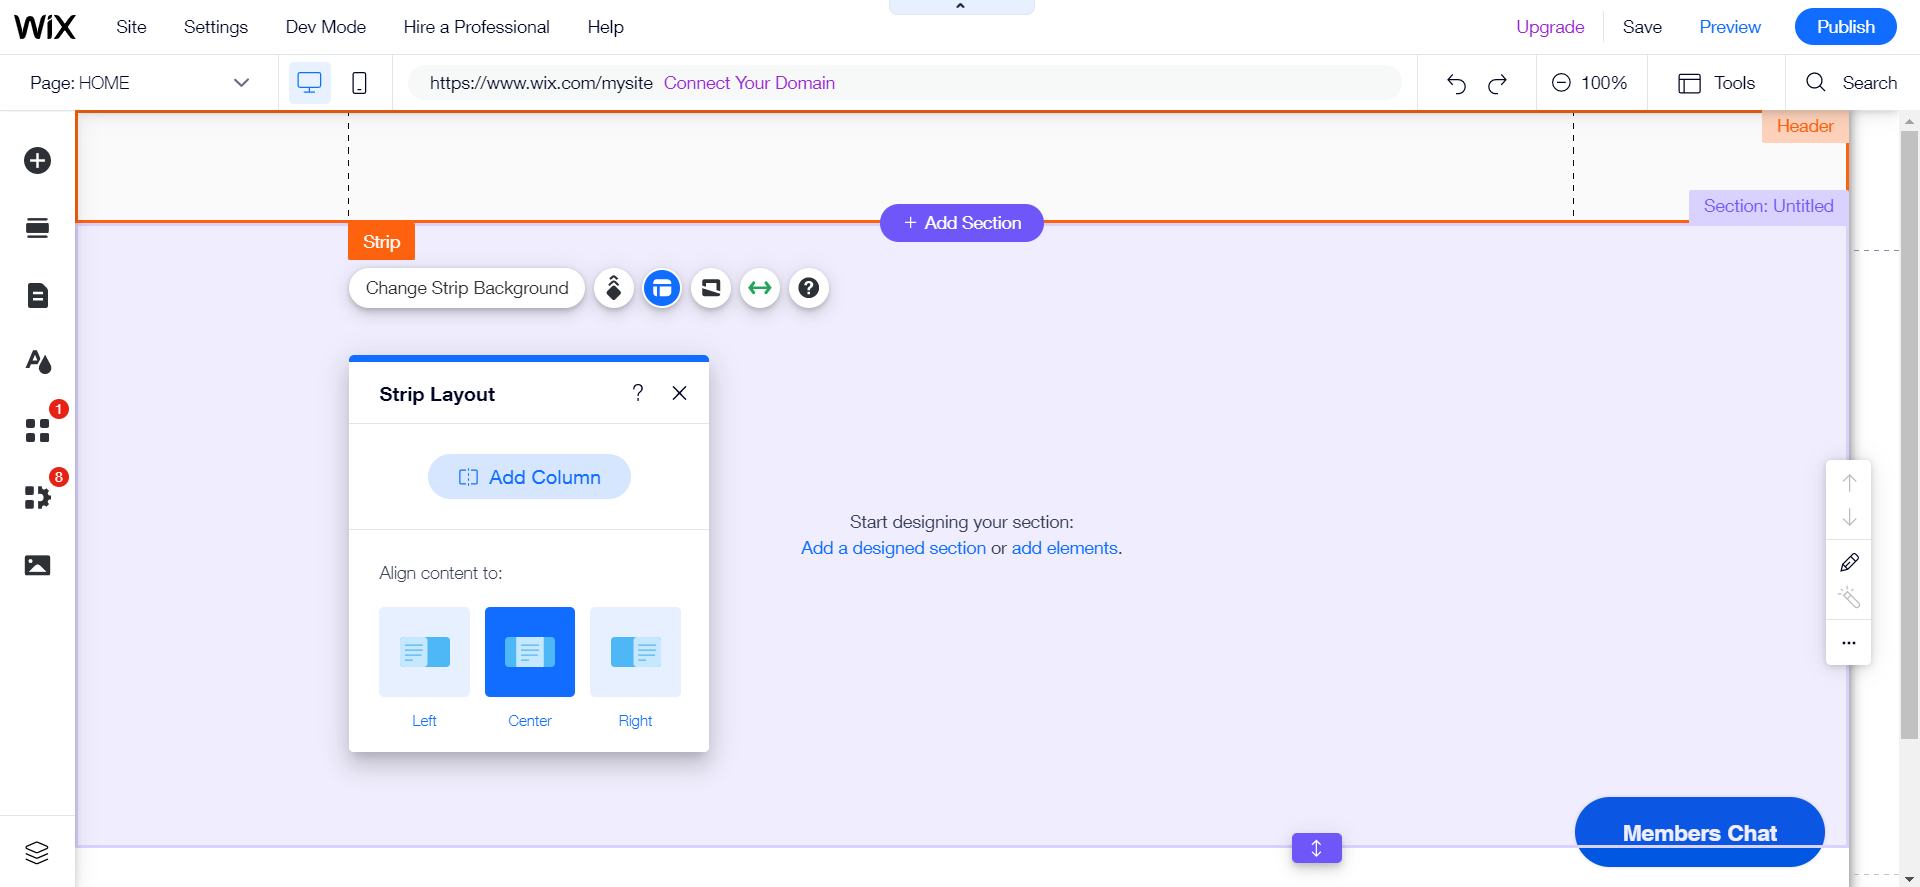 WiX Site Settings Dev Mode Hire a Professional Help Upgrade Save Preview Publish
Page: HOME https://www.wix.com/mysite Connect Your Domain 100% Tools Search
Header
Section: Untitled
+ Add Section
Strip
Change Strip Background ?
Strip Layout ?
1
Add Column
8
Start designing your section:
Add a designed section or add elements.
Align content to:
Left Center Right
Members Chat